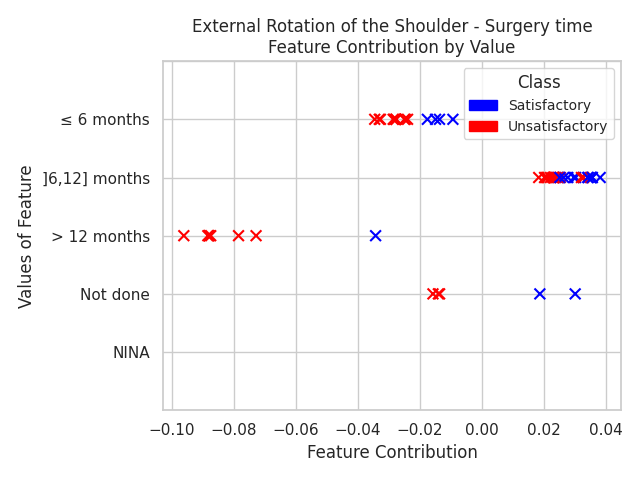 External Rotation of the Shoulder - Surgery time
Feature Contribution by Value
Class
Satisfactory
Unsatisfactory
Values of Feature
≤ 6 months
]6,12] months
> 12 months
Not done
NINA
−0.10 −0.08 −0.06 −0.04 −0.02 0.00 0.02 0.04
Feature Contribution